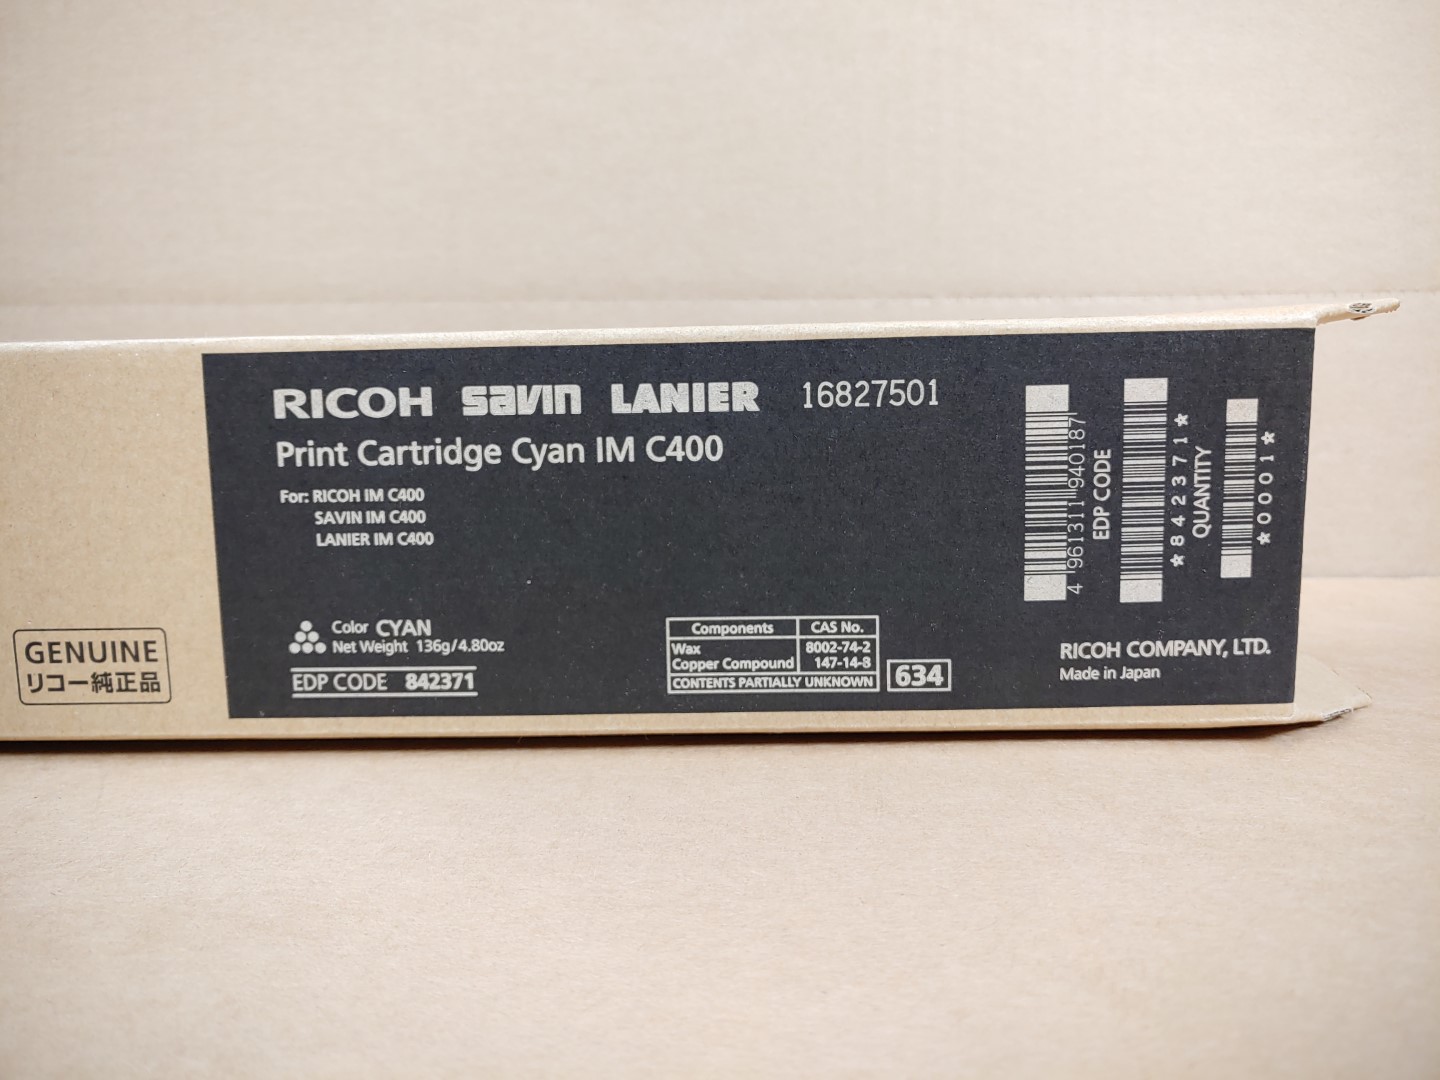 RICOH savin LANIER 16827501
Print Cartridge Cyan IM C400
For: RICOH IM C400
SAVIN IM C400
LANIER IM C400
Color CYAN
Net Weight 136g/4.80oz
EDP CODE 842371
GENUINE
リコー純正品
Components CAS No.
Wax 8002-74-2
Copper Compound 147-14-8
CONTENTS PARTIALLY UNKNOWN
634
4 961311 940187
EDP CODE
*842371*
QUANTITY
*0001*
RICOH COMPANY, LTD.
Made in Japan